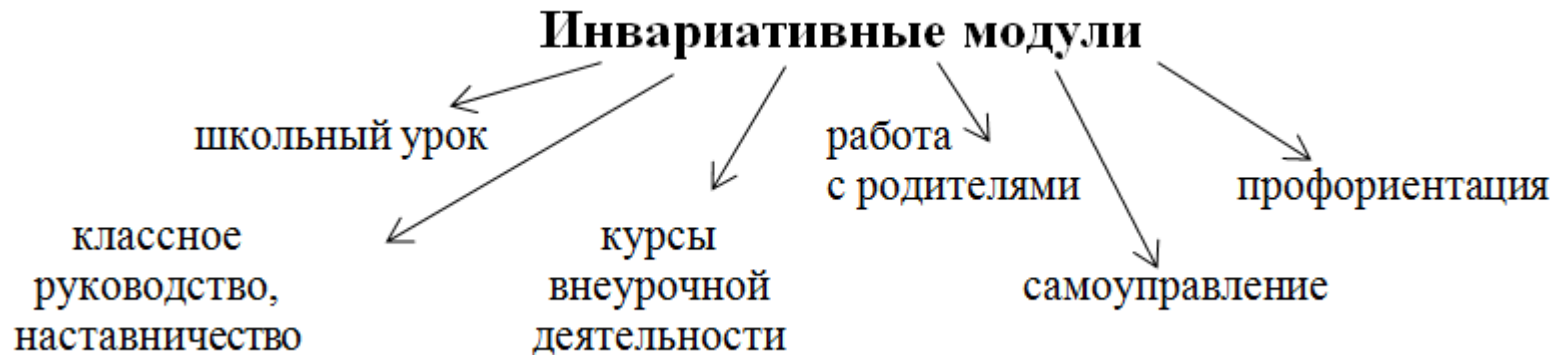 Инвариативные модули
школьный урок
работа
с родителями
профориентация
классное
руководство,
наставничество
курсы
внеурочной
деятельности
самоуправление